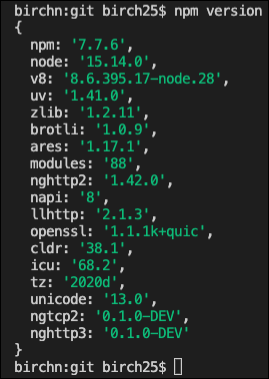 birchn:git birch25$ npm version
{
npm: '7.7.6',
node: '15.14.0',
v8: '8.6.395.17-node.28',
uv: '1.41.0',
zlib: '1.2.11',
brotli: '1.0.9',
ares: '1.17.1',
modules: '88',
nghttp2: '1.42.0',
napi: '8',
llhttp: '2.1.3',
openssl: '1.1.1k+quic',
cldr: '38.1',
icu: '68.2',
tz: '2020d',
unicode: '13.0',
ngtcp2: '0.1.0-DEV',
nghttp3: '0.1.0-DEV'
}
birchn:git birch25$